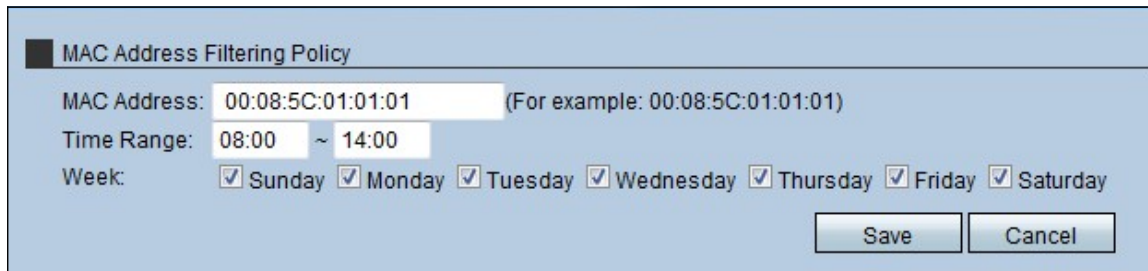 MAC Address Filtering Policy
MAC Address: 00:08:5C:01:01:01 (For example: 00:08:5C:01:01:01)
Time Range: 08:00 ~ 14:00
Week: Sunday Monday Tuesday Wednesday Thursday Friday Saturday
Save Cancel